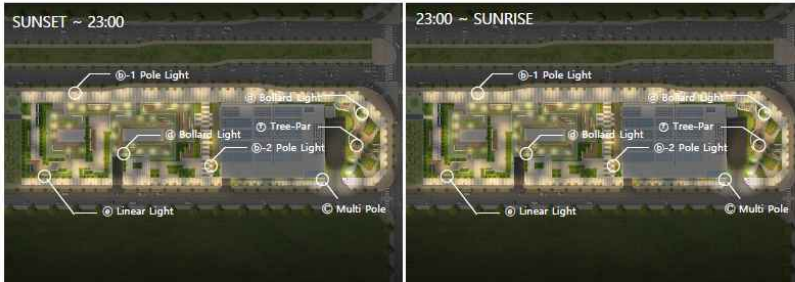 SUNSET ~ 23:00
ⓑ-1 Pole Light
ⓓ Bollard Light
ⓕ Tree-Par
ⓓ Bollard Light
ⓑ-2 Pole Light
ⓔ Linear Light
Ⓒ Multi Pole
23:00 ~ SUNRISE
ⓑ-1 Pole Light
ⓓ Bollard Light
ⓕ Tree-Par
ⓓ Bollard Light
ⓑ-2 Pole Light
ⓔ Linear Light
Ⓒ Multi Pole